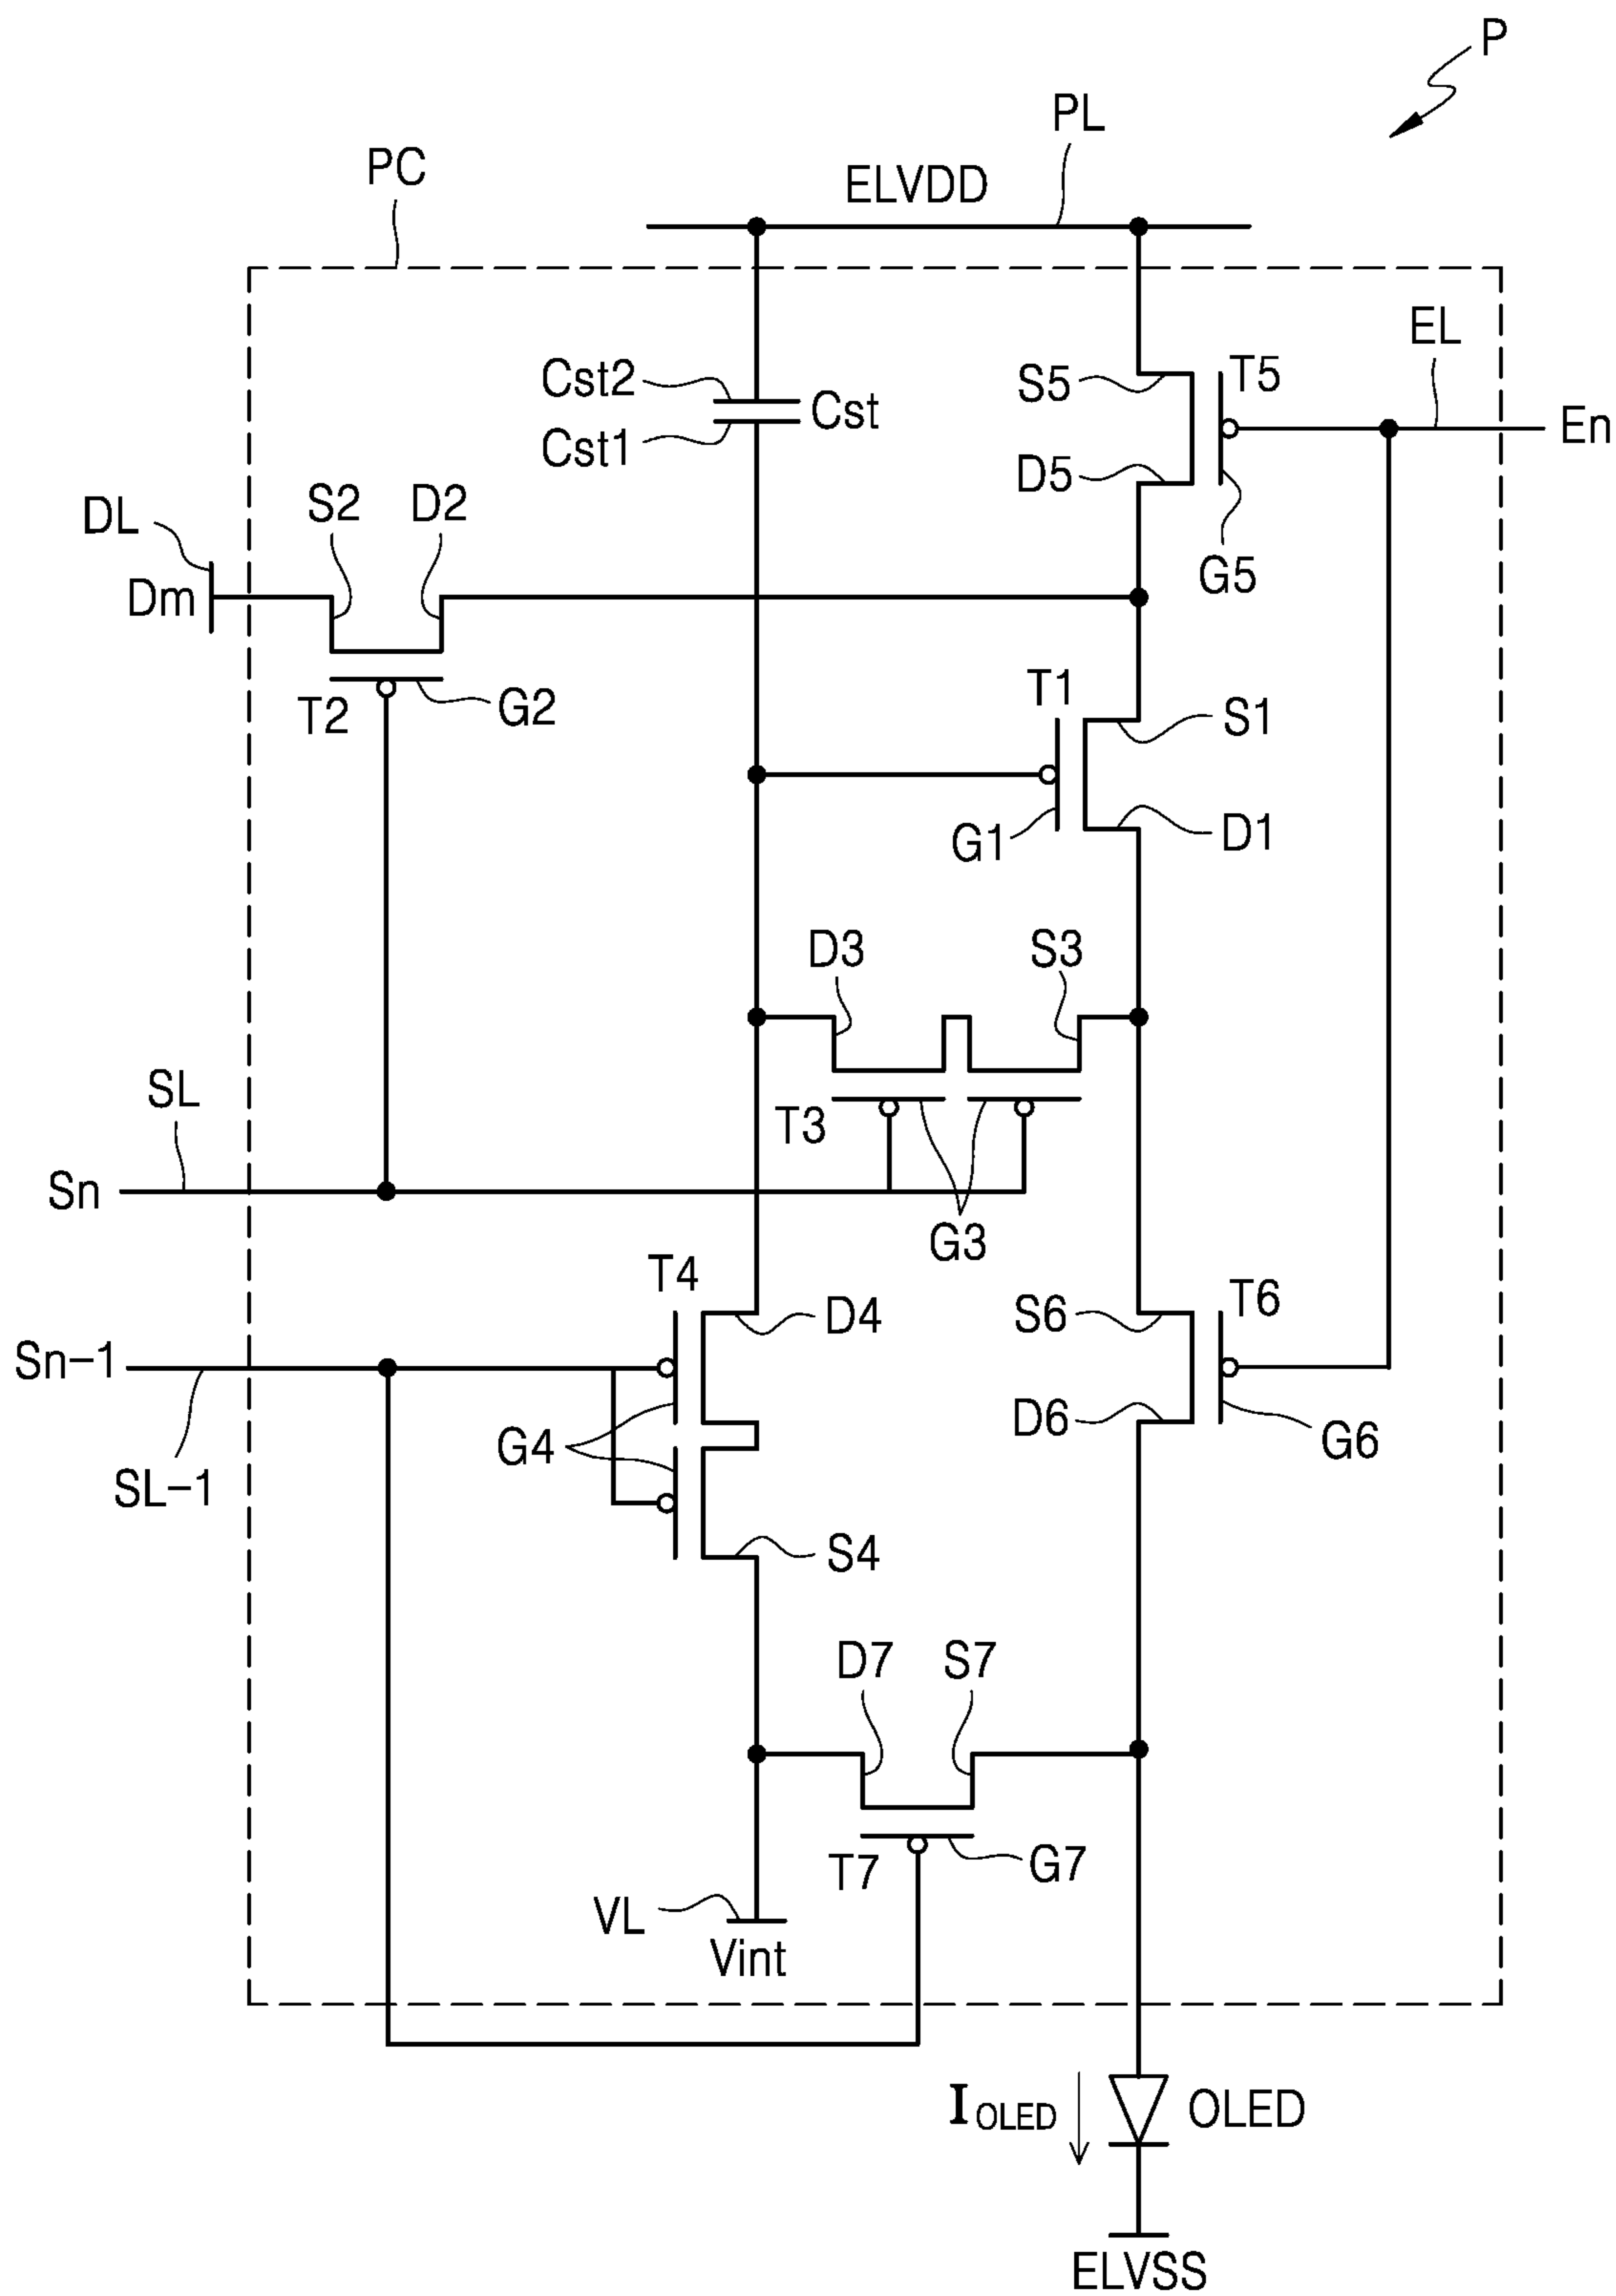 P
PL
PC
ELVDD
EL
Cst2
S5
T5
Cst
En
Cst1
D5
S2
D2
DL
G5
Dm
T1
T2
G2
S1
G1
D1
D3
S3
SL
T3
Sn
G3
T4
D4
S6
T6
Sn-1
D6
G4
G6
SL-1
S4
D7
S7
T7
G7
VL
Vint
IOLED
OLED
ELVSS